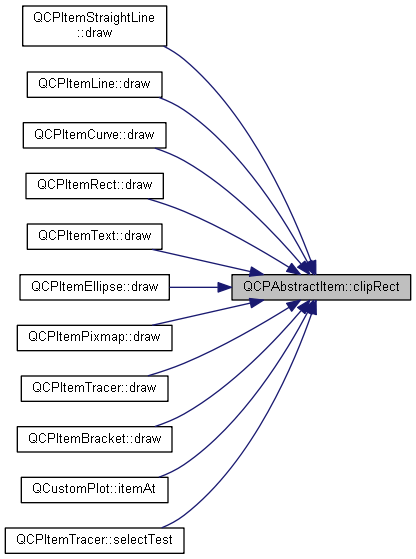 QCPItemStraightLine
::draw
QCPItemLine::draw
QCPItemCurve::draw
QCPItemRect::draw
QCPItemText::draw
QCPItemEllipse::draw
QCPAbstractItem::clipRect
QCPItemPixmap::draw
QCPItemTracer::draw
QCPItemBracket::draw
QCustomPlot::itemAt
QCPItemTracer::selectTest